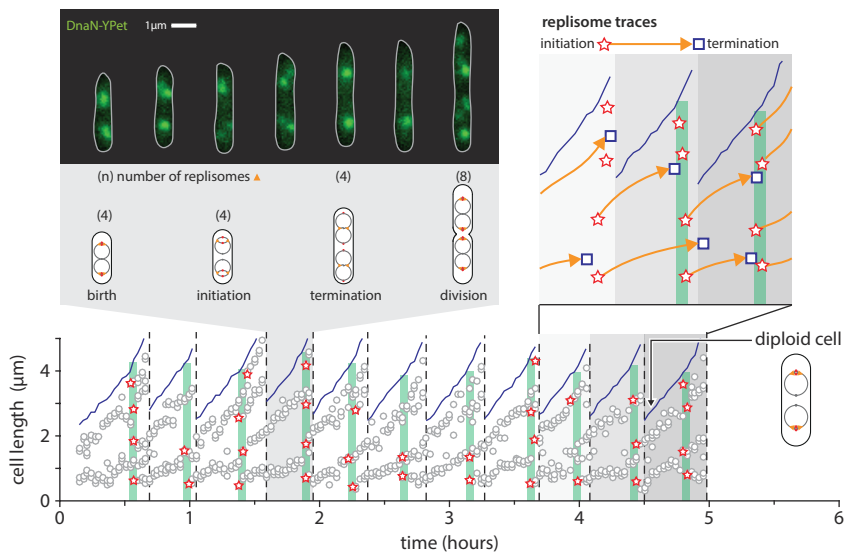 DnaN-YPet
1μm
(n) number of replisomes
(4)
(8)
(4)
(4)
birth
initiation
termination
division
replisome traces
initiation
termination
diploid cell
cell length (μm)
4
2
0
0
1
2
3
4
5
6
time (hours)